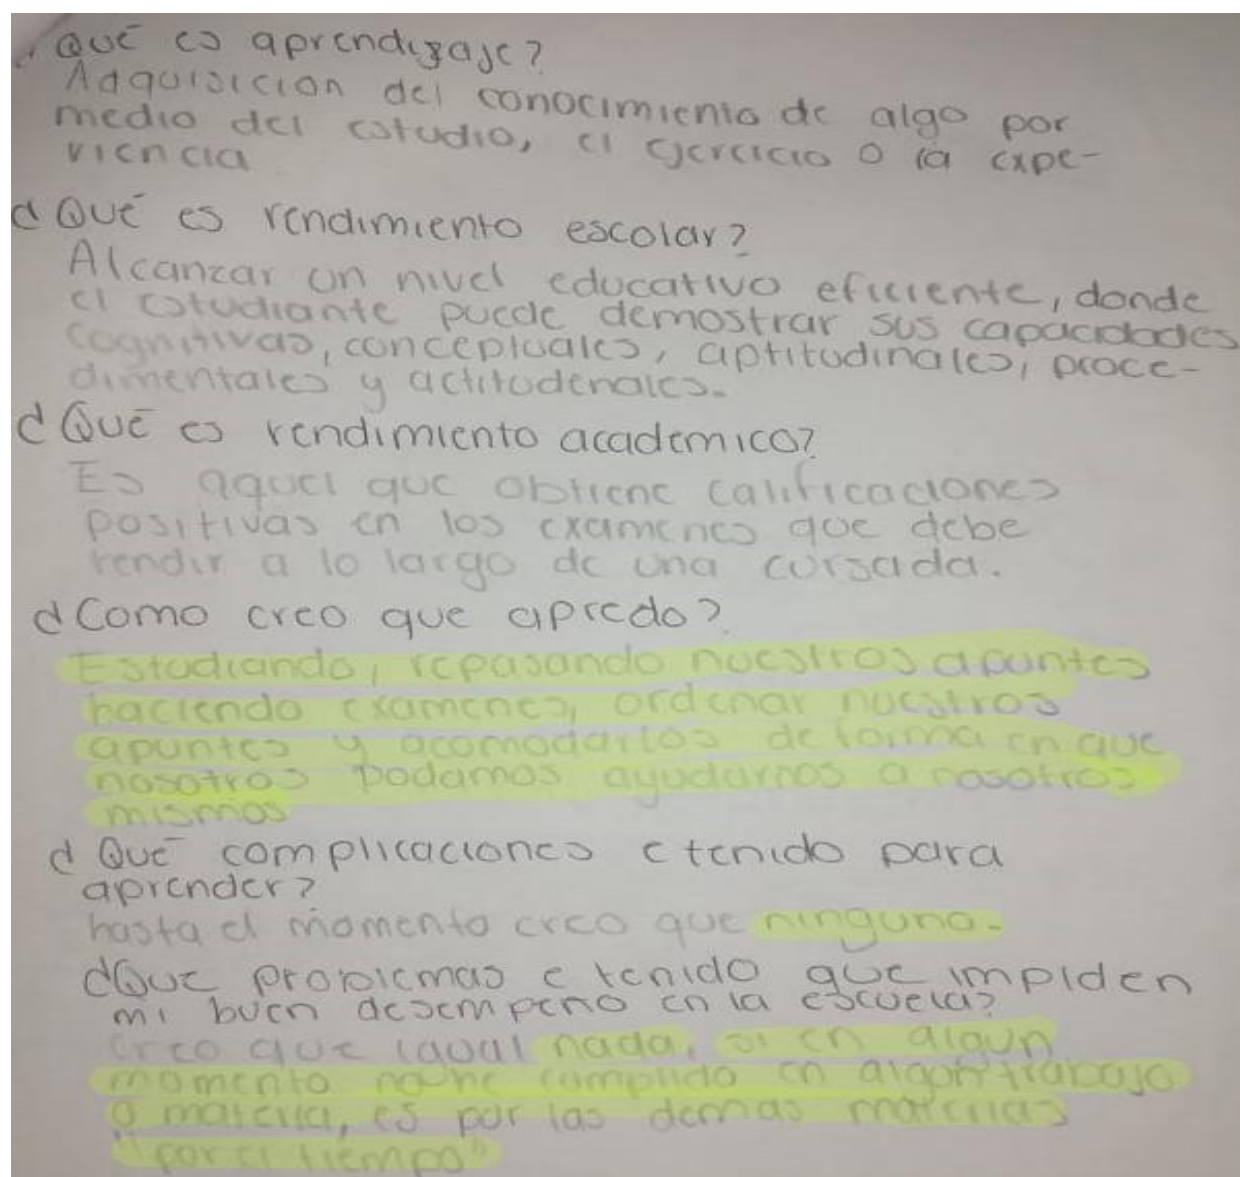 ¿Qué es aprendizaje?
Adquisicion del conocimiento de algo por
medio del estudio, el ejercicio o la expe-
riencia
¿Qué es rendimiento escolar?
Alcanzar un nivel educativo eficiente, donde
el estudiante puede demostrar sus capacidades
cognitivas, conceptuales, aptitudinales, proce-
dimentales y actitudenales.
¿Qué es rendimiento academico?
Es aquel que obtiene calificaciones
positivas en los examenes que debe
rendir a lo largo de una cursada.
¿Como creo que apredo?
Estudiando, repasando nuestros apuntes
haciendo examenes, ordenar nuestros
apuntes y acomodarlos de forma en que
nosotros podamos ayudarnos a nosotros
mismos
¿Qué complicaciones e tenido para
aprender?
hasta el momento creo que ninguno.
¿Que problemas e tenido que impiden
mi buen desempeno en la escuela?
Creo que igual nada, si en algun
momento no he cumplido en algun trabajo
o materia, es por las demas materias
"por el tiempo"